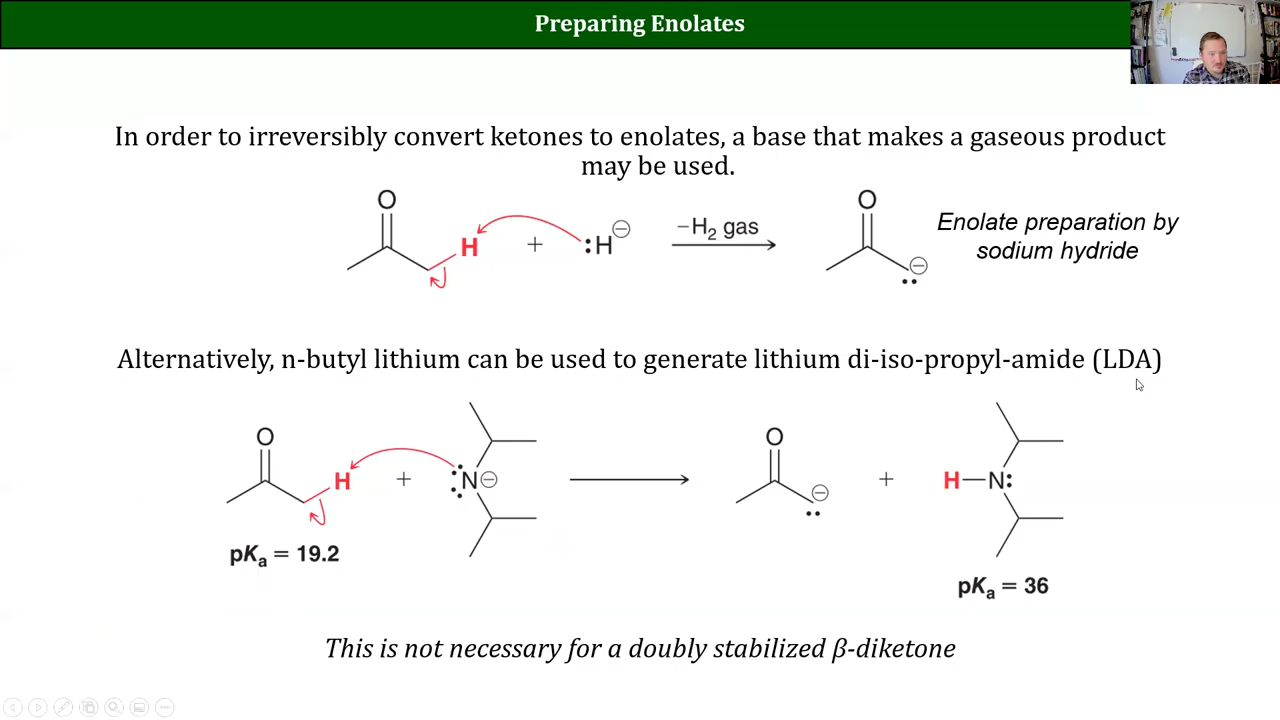 Preparing Enolates
In order to irreversibly convert ketones to enolates, a base that makes a gaseous product
may be used.
O
H
+
:H⊖
−H₂ gas
O
⊖
Enolate preparation by
sodium hydride
Alternatively, n-butyl lithium can be used to generate lithium di-iso-propyl-amide (LDA)
O
H
+
N⊖
O
⊖
+
H—N:
pKₐ = 19.2
pKₐ = 36
This is not necessary for a doubly stabilized β-diketone